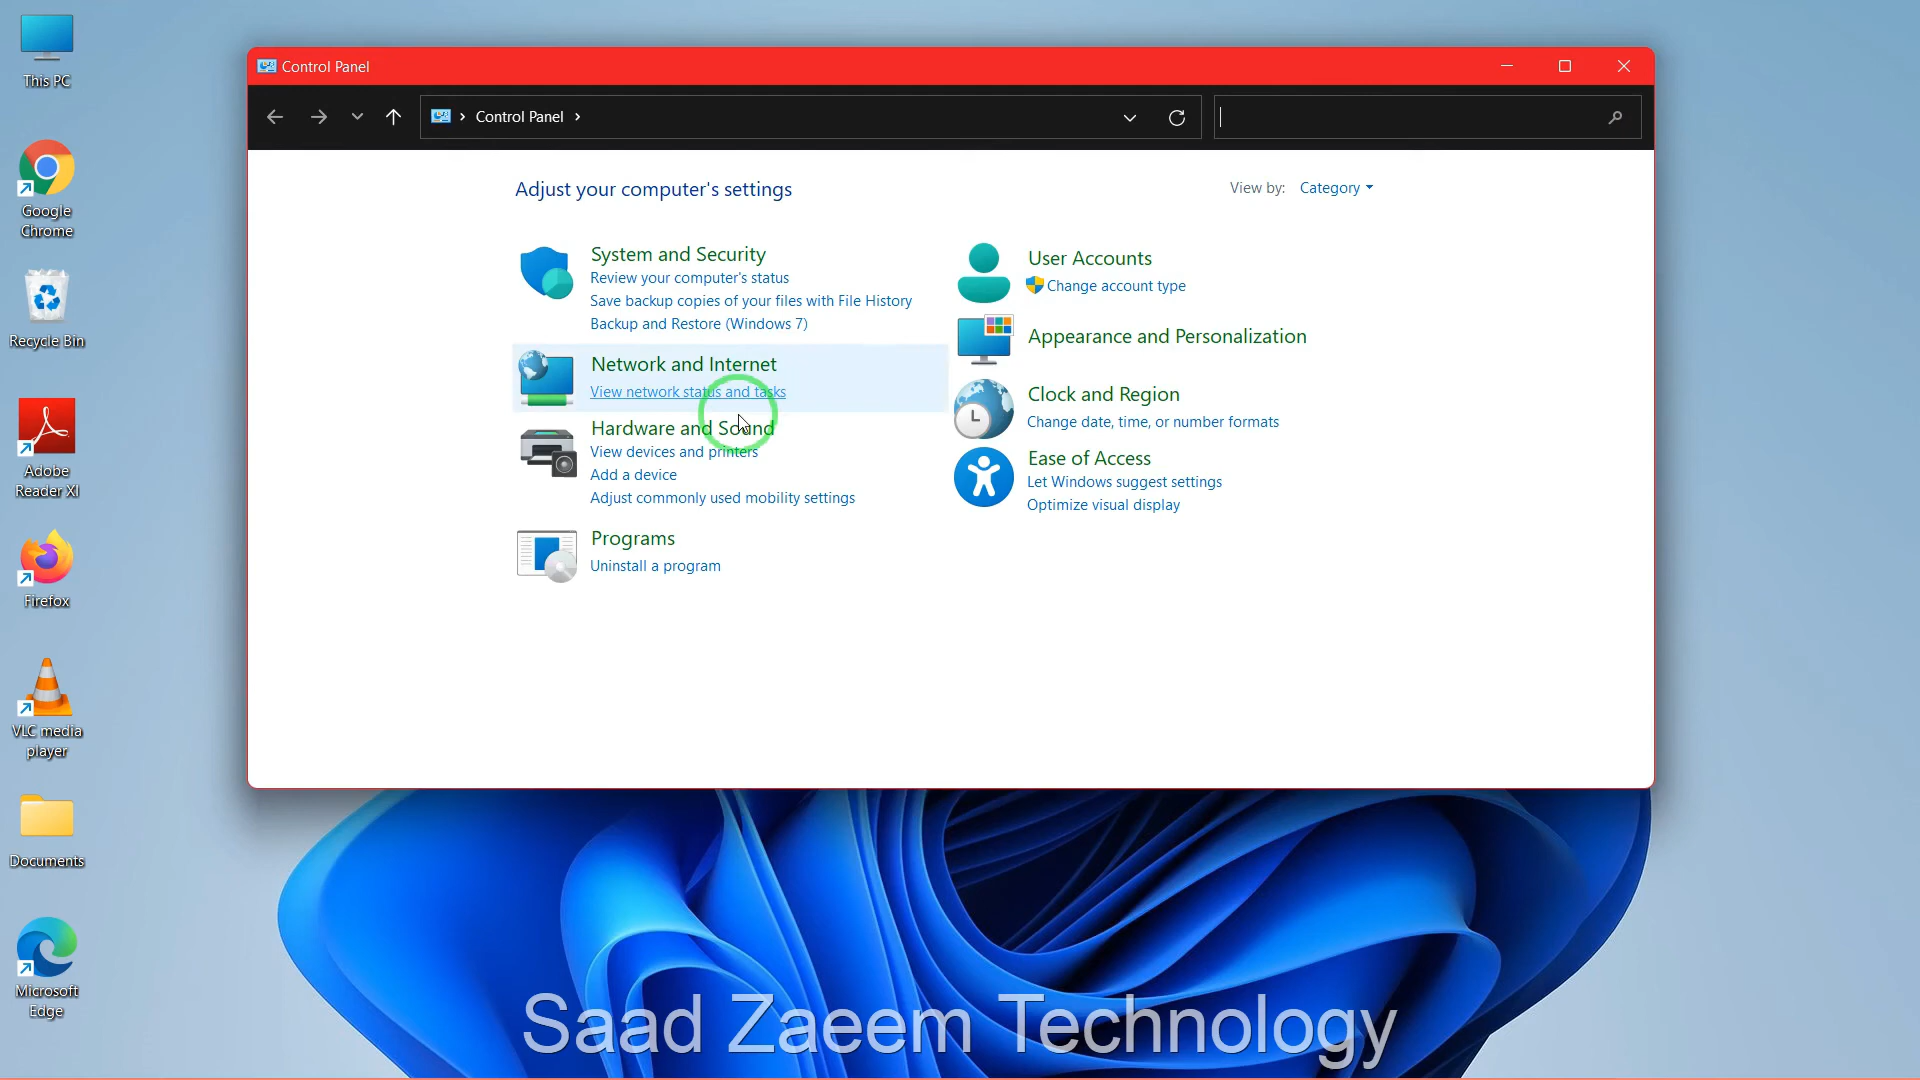 This PC
Google
Chrome
Recycle Bin
Adobe
Reader XI
Firefox
VLC media
player
Documents
Microsoft
Edge
Control Panel
Control Panel
Adjust your computer's settings
View by: Category
System and Security
Review your computer's status
Save backup copies of your files with File History
Backup and Restore (Windows 7)
Network and Internet
View network status and tasks
Hardware and Sound
View devices and printers
Add a device
Adjust commonly used mobility settings
Programs
Uninstall a program
User Accounts
Change account type
Appearance and Personalization
Clock and Region
Change date, time, or number formats
Ease of Access
Let Windows suggest settings
Optimize visual display
Saad Zaeem Technology